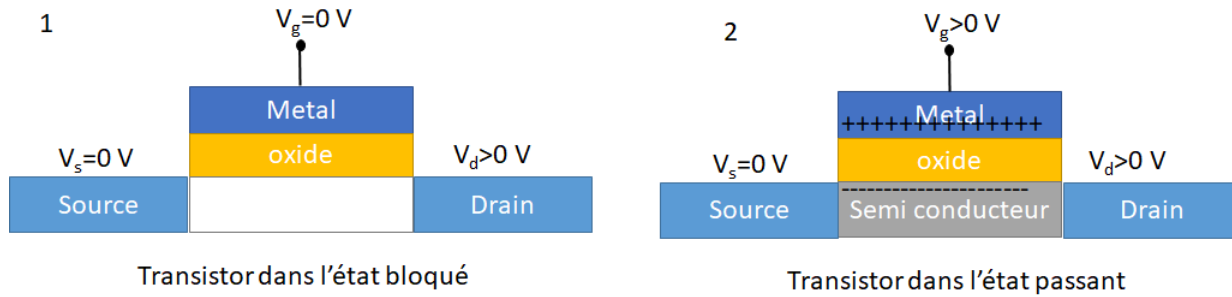 1
V_g=0 V
Metal
oxide
V_s=0 V
V_d>0 V
Source
Drain
Transistor dans l'état bloqué
2
V_g>0 V
Metal
++++++++++++++
oxide
V_s=0 V
V_d>0 V
----------------------
Source
Semi conducteur
Drain
Transistor dans l'état passant